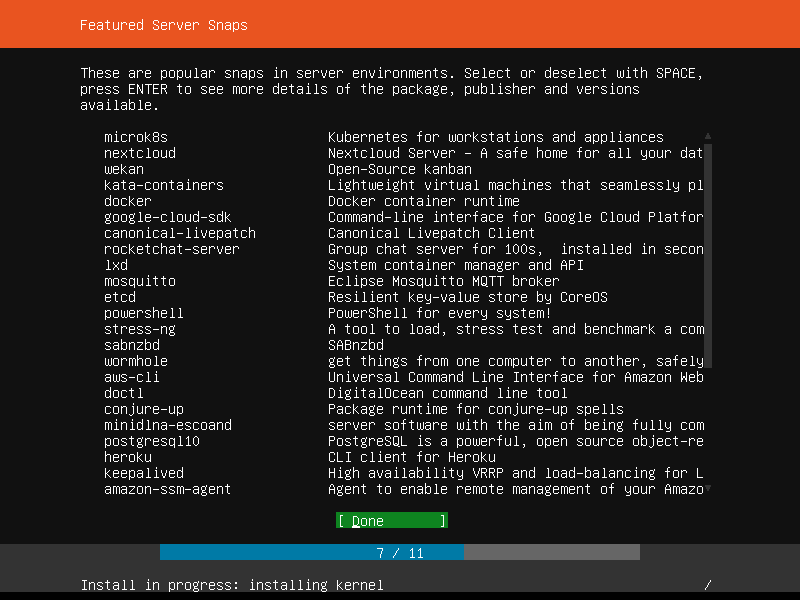 Featured Server Snaps
These are popular snaps in server environments. Select or deselect with SPACE,
press ENTER to see more details of the package, publisher and versions
available.
microk8s Kubernetes for workstations and appliances
nextcloud Nextcloud Server - A safe home for all your dat
wekan Open-Source kanban
kata-containers Lightweight virtual machines that seamlessly pl
docker Docker container runtime
google-cloud-sdk Command-line interface for Google Cloud Platfor
canonical-livepatch Canonical Livepatch Client
rocketchat-server Group chat server for 100s,  installed in secon
lxd System container manager and API
mosquitto Eclipse Mosquitto MQTT broker
etcd Resilient key-value store by CoreOS
powershell PowerShell for every system!
stress-ng A tool to load, stress test and benchmark a com
sabnzbd SABnzbd
wormhole get things from one computer to another, safely
aws-cli Universal Command Line Interface for Amazon Web
doctl DigitalOcean command line tool
conjure-up Package runtime for conjure-up spells
minidlna-escoand server software with the aim of being fully com
postgresql10 PostgreSQL is a powerful, open source object-re
heroku CLI client for Heroku
keepalived High availability VRRP and load-balancing for L
amazon-ssm-agent Agent to enable remote management of your Amazo
[ Done ]
7 / 11
Install in progress: installing kernel /